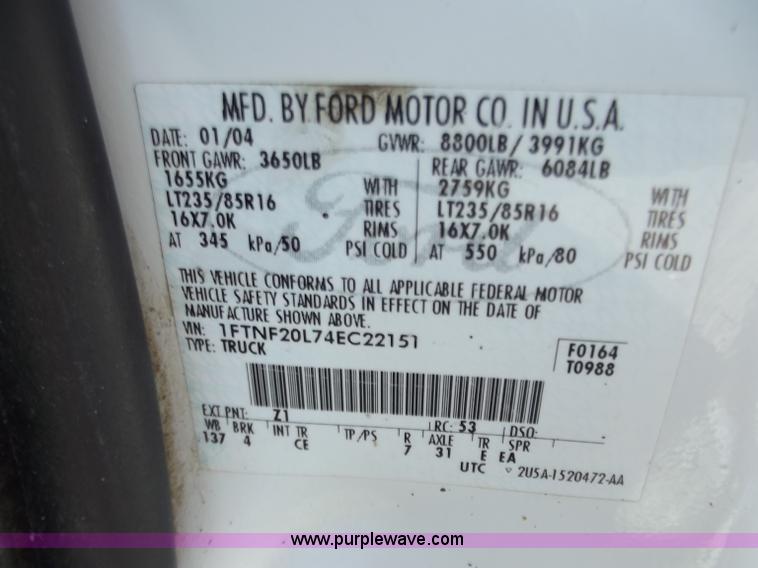 MFD. BY FORD MOTOR CO. IN U.S.A.
DATE: 01/04 GVWR: 8800LB/ 3991KG
FRONT GAWR: 3650LB REAR GAWR: 6084LB
1655KG WITH 2759KG WITH
LT235/85R16 TIRES LT235/85R16 TIRES
16X7.0K RIMS 16X7.0K RIMS
AT 345 kPa/50 PSI COLD AT 550 kPa/80 PSI COLD
THIS VEHICLE CONFORMS TO ALL APPLICABLE FEDERAL MOTOR
VEHICLE SAFETY STANDARDS IN EFFECT ON THE DATE OF
MANUFACTURE SHOWN ABOVE.
VIN: 1FTNF20L74EC22151
TYPE: TRUCK
F0164
T0988
EXT PNT: Z1 RC: 53 DSO:
WB BRK INT TR TP/PS R AXLE TR SPR
137 4 CE 7 31 E EA
UTC 2U5A-1520472-AA
Ford
www.purplewave.com